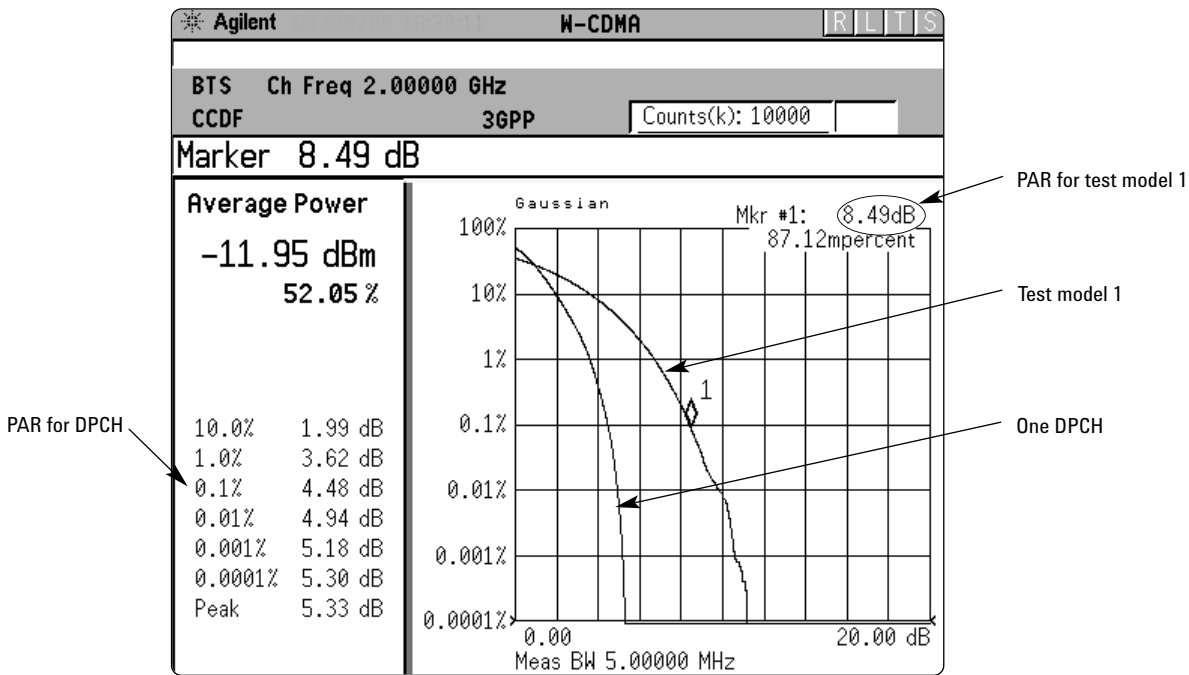 Agilent W-CDMA R L T S
BTS Ch Freq 2.00000 GHz
CCDF 3GPP Counts(k): 10000
Marker 8.49 dB
Average Power
-11.95 dBm
52.05 %
10.0% 1.99 dB
1.0% 3.62 dB
0.1% 4.48 dB
0.01% 4.94 dB
0.001% 5.18 dB
0.0001% 5.30 dB
Peak 5.33 dB
PAR for DPCH
Gaussian
Mkr #1: 8.49dB
87.12mpercent
100%
10%
1%
0.1%
0.01%
0.001%
0.0001%
1
0.00 20.00 dB
Meas BW 5.00000 MHz
PAR for test model 1
Test model 1
One DPCH